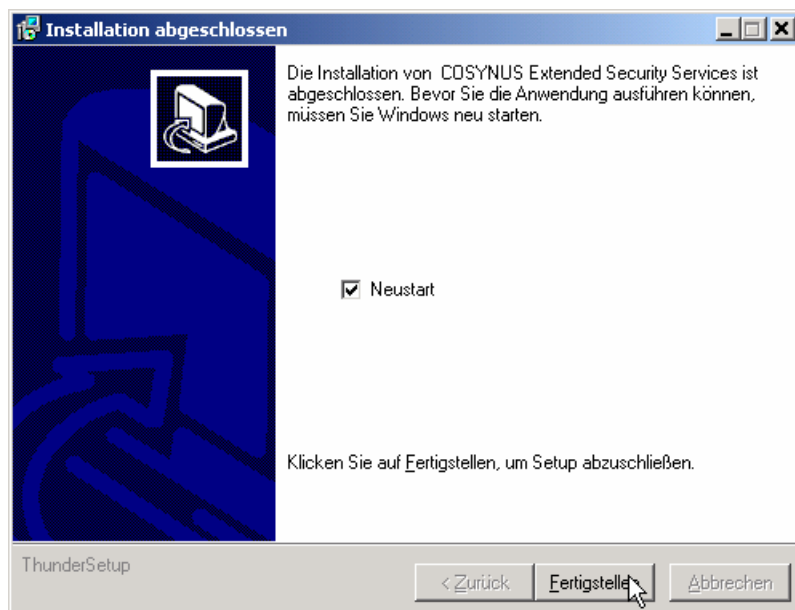 Installation abgeschlossen
Die Installation von COSYNUS Extended Security Services ist
abgeschlossen. Bevor Sie die Anwendung ausführen können,
müssen Sie Windows neu starten.
Neustart
Klicken Sie auf Fertigstellen, um Setup abzuschließen.
ThunderSetup
< Zurück Fertigstellen Abbrechen